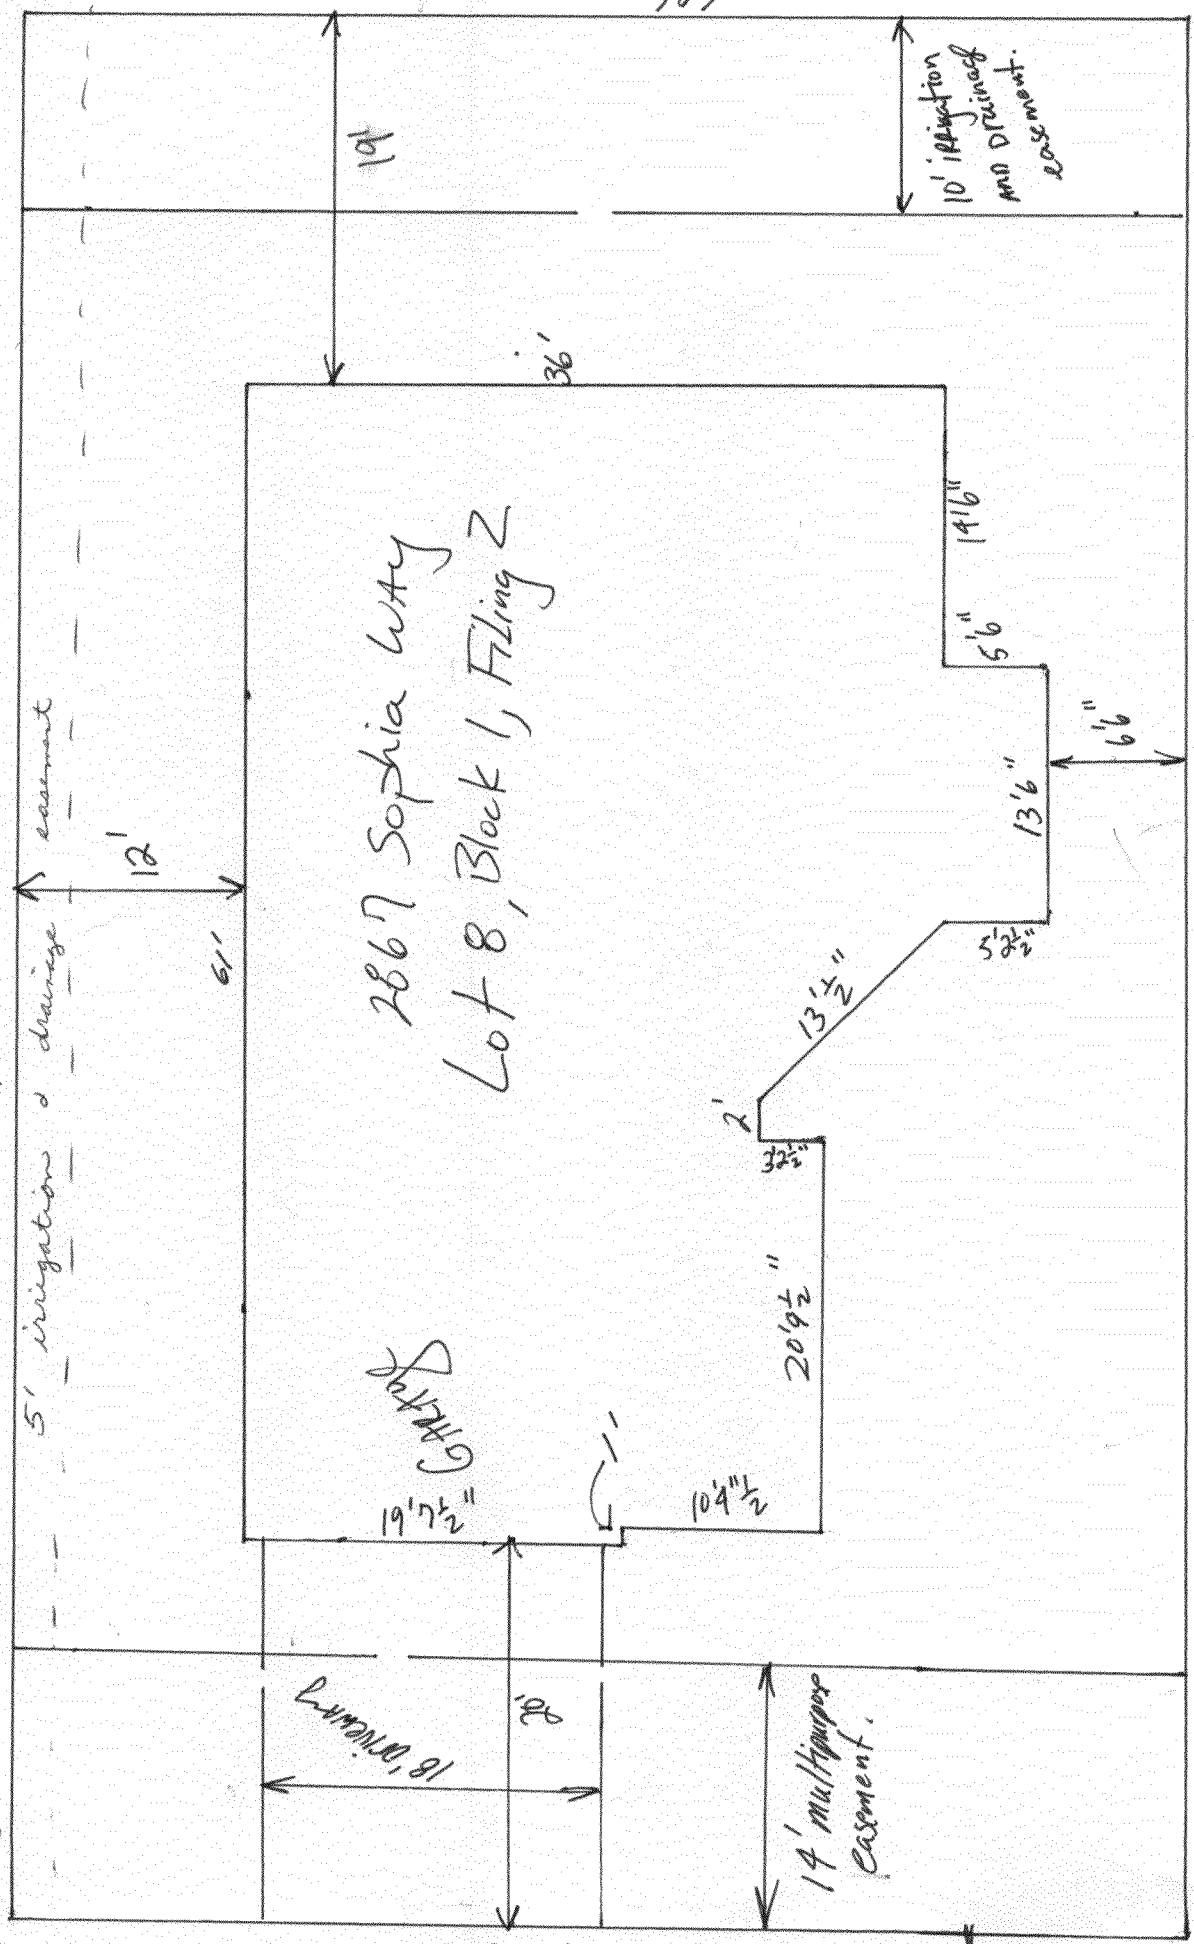 19'
10' iRRigation
AND Drainage
easement.
36'
5' irrigation d drainage easement
12'
61'
2867 Sophia WAy
Lot 8, Block 1, Filing 2
14'6"
5'6"
13'6"
6'6"
5'2½"
13'½"
2'
3'2½"
20'9½"
GARAge
1'
19'7½"
10'4"½
18' Driveway
20'
14' multipurpose
easement.